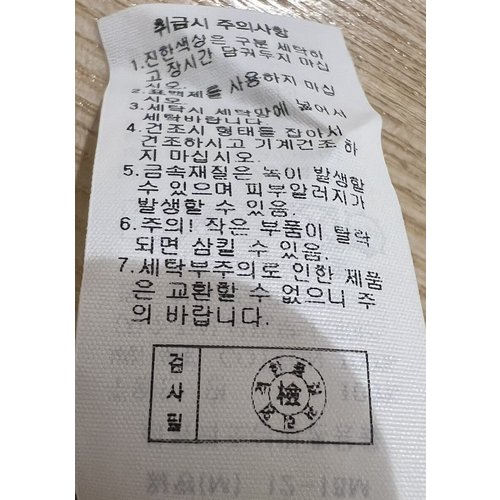 취급시 주의사항
1.진한색상은 구분 세탁하
고 장시간 담궈두지 마십
시오.
2.표백제를 사용하지 마십
시오.
3.세탁시 세탁망에 넣어서
세탁바랍니다.
4.건조시 형태를 잡아서
건조하시고 기계건조 하
지 마십시오.
5.금속재질은 녹이 발생할
수 있으며 피부알러지가
발생할 수 있음.
6.주의! 작은 부품이 탈락
되면 삼킬 수 있음.
7.세탁부주의로 인한 제품
은 교환할 수 없으니 주
의 바랍니다.
검사필
檢